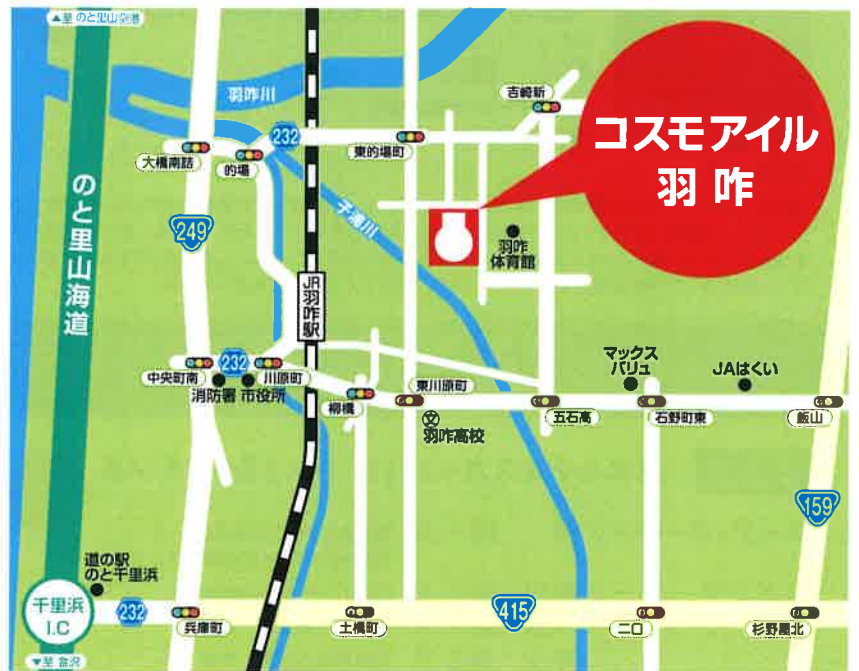 ▲至 のと里山空港
羽咋川
吉崎新
232
大橋南詰
的場
東的場町
コスモアイル
羽咋
のと里山海道
249
子浦川
羽咋
体育館
JR羽咋駅
中央町南
232
川原町
消防署
市役所
柳橋
東川原町
文
羽咋高校
五石高
マックス
バリュ
石野町東
JAはくい
飯山
159
道の駅
のと千里浜
千里浜
I.C
232
兵庫町
土橋町
415
二口
杉野屋北
▼至 金沢